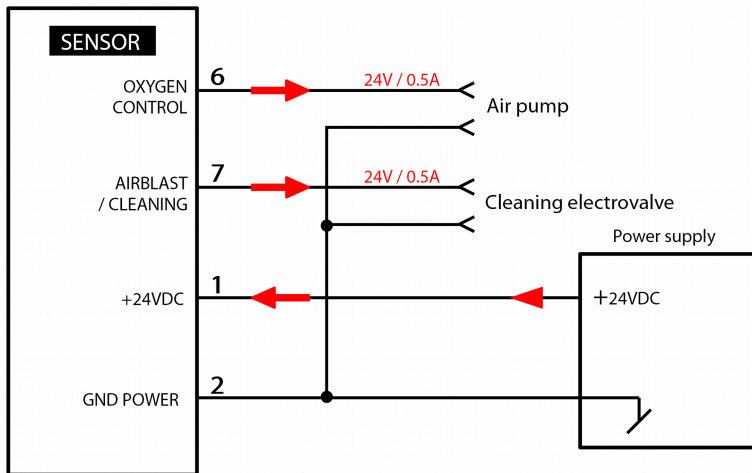 SENSOR
OXYGEN
CONTROL
6
24V / 0.5A
Air pump
AIRBLAST
/ CLEANING
7
24V / 0.5A
Cleaning electrovalve
Power supply
+24VDC
1
+24VDC
GND POWER
2